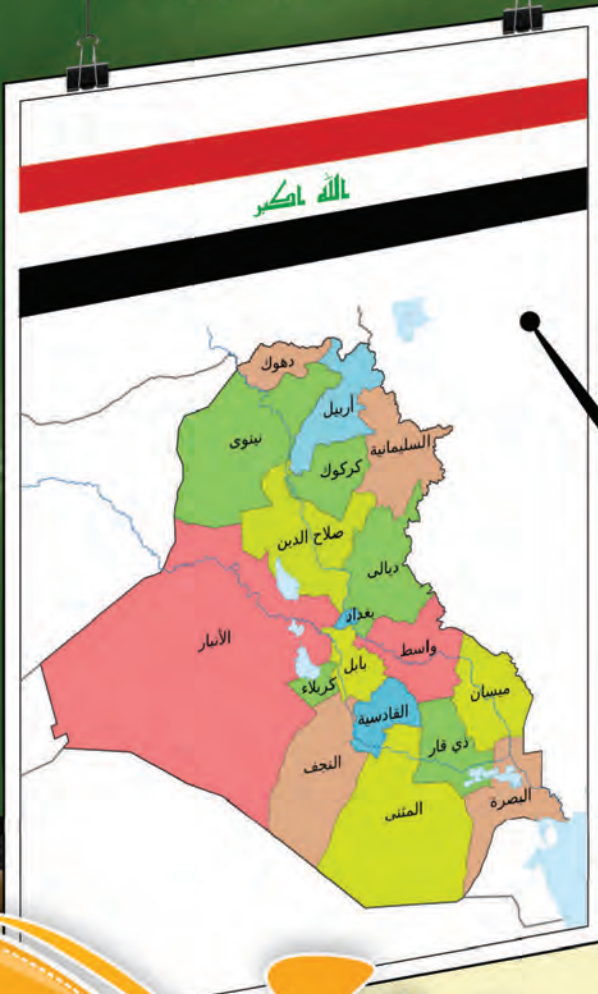 الله اكبر
دهوك
أربيل
نينوى
السليمانية
كركوك
صلاح الدين
ديالى
بغداد
الأنبار
واسط
بابل
كربلاء
ميسان
القادسية
ذي قار
النجف
البصرة
المثنى